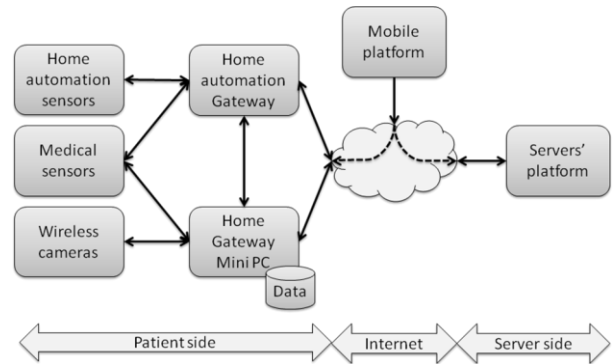 Home
automation
sensors
Medical
sensors
Wireless
cameras
Home
automation
Gateway
Home
Gateway
Mini PC
Data
Mobile
platform
Servers'
platform
Patient side
Internet
Server side